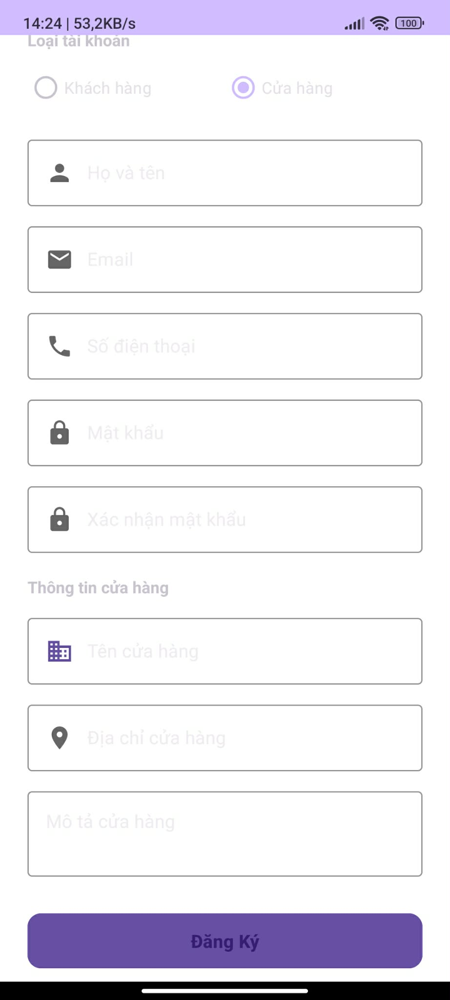 14:24 | 53,2KB/s
100
Loại tài khoản
Khách hàng
Cửa hàng
Họ và tên
Email
Số điện thoại
Mật khẩu
Xác nhận mật khẩu
Thông tin cửa hàng
Tên cửa hàng
Địa chỉ cửa hàng
Mô tả cửa hàng
Đăng Ký